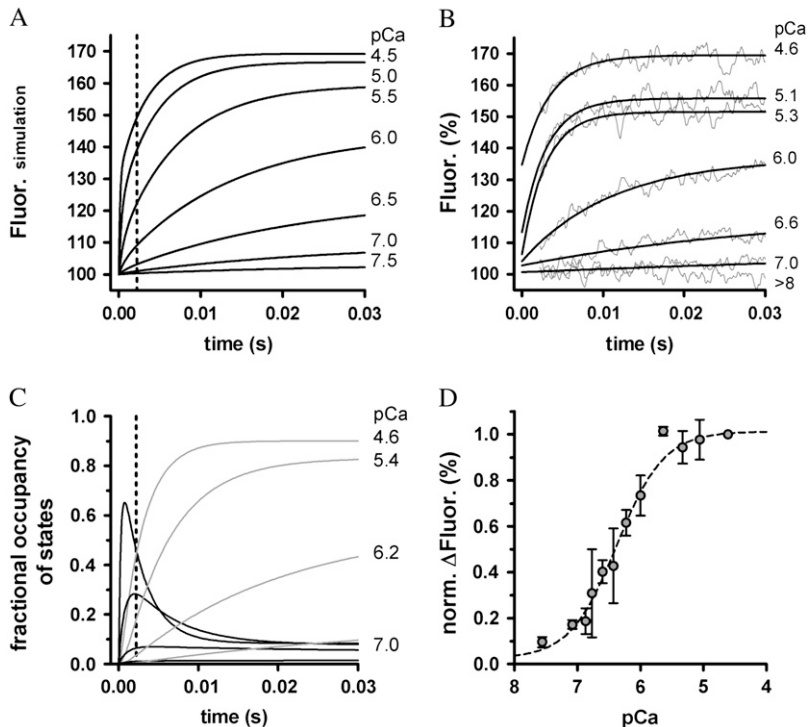 A
pCa
170
160
150
140
130
120
110
100
Fluor. simulation
4.5
5.0
5.5
6.0
6.5
7.0
7.5
0.00 0.01 0.02 0.03
time (s)
B
pCa
170
160
150
140
130
120
110
100
Fluor. (%)
4.6
5.1
5.3
6.0
6.6
7.0
>8
0.00 0.01 0.02 0.03
time (s)
C
pCa
1.0
0.8
0.6
0.4
0.2
0.0
fractional occupancy
of states
4.6
5.4
6.2
7.0
0.00 0.01 0.02 0.03
time (s)
D
1.0
0.8
0.6
0.4
0.2
0.0
norm. ΔFluor. (%)
8 7 6 5 4
pCa